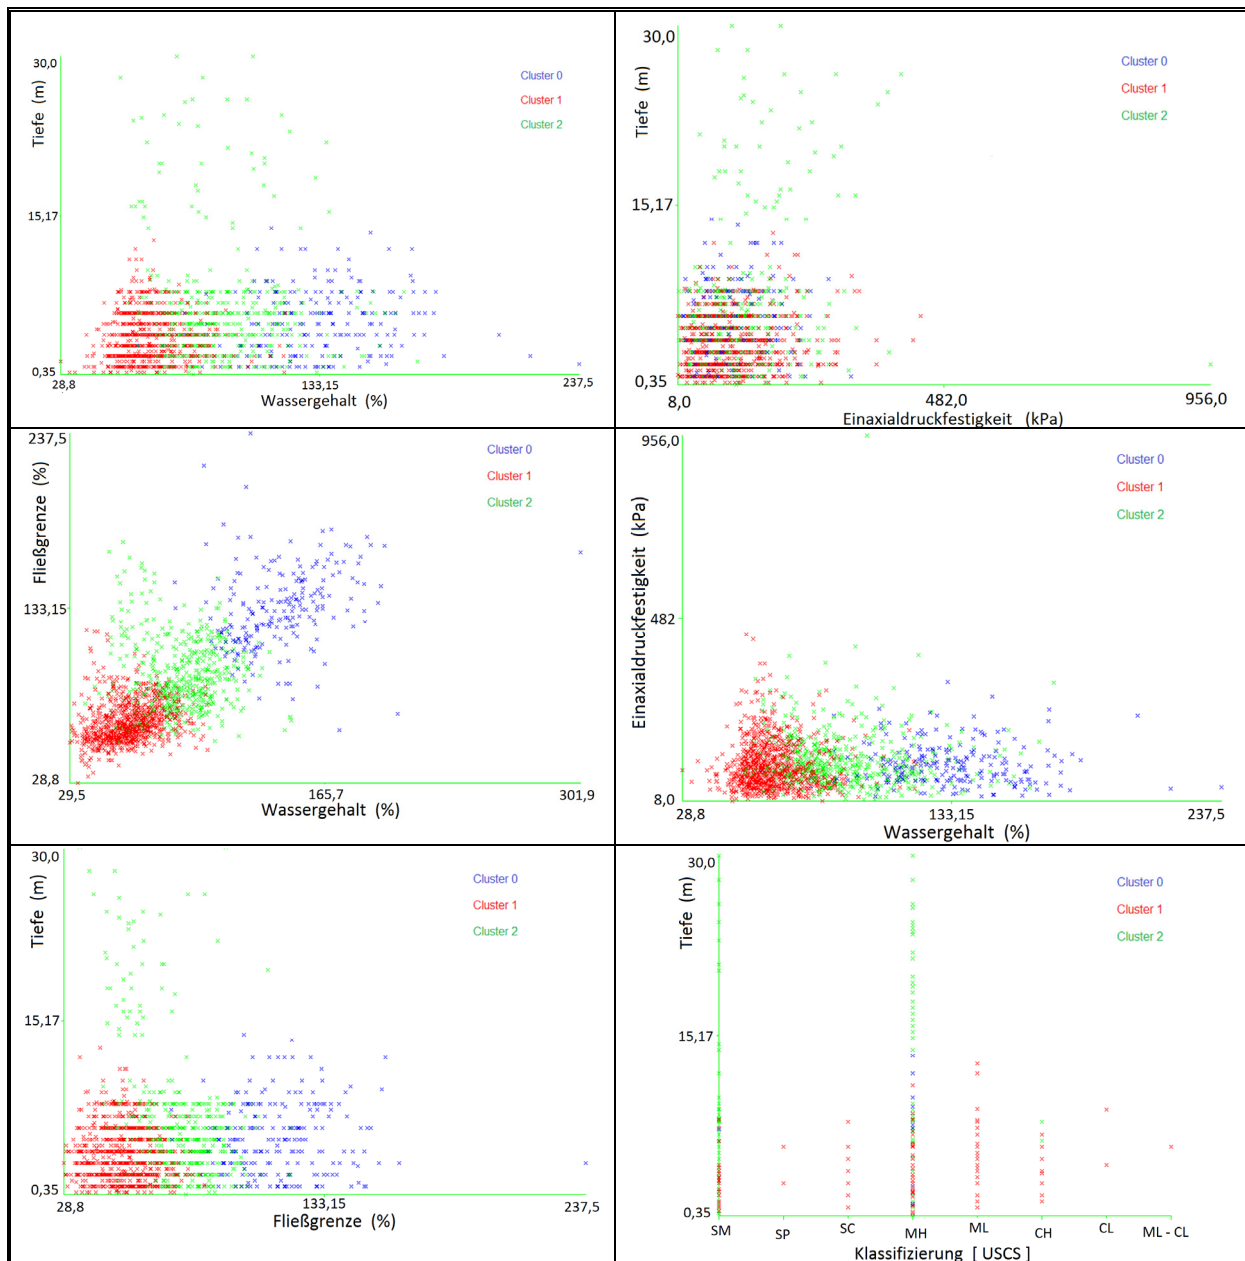 30,0
Tiefe (m)
15,17
0,35
28,8
133,15
237,5
Wassergehalt (%)
Cluster 0
Cluster 1
Cluster 2
30,0
Tiefe (m)
15,17
0,35
8,0
482,0
956,0
Einaxialdruckfestigkeit (kPa)
Cluster 0
Cluster 1
Cluster 2
237,5
Fließgrenze (%)
133,15
28,8
29,5
165,7
301,9
Wassergehalt (%)
Cluster 0
Cluster 1
Cluster 2
956,0
Einaxialdruckfestigkeit (kPa)
482
8,0
28,8
133,15
237,5
Wassergehalt (%)
Cluster 0
Cluster 1
Cluster 2
30,0
Tiefe (m)
15,17
0,35
28,8
133,15
237,5
Fließgrenze (%)
Cluster 0
Cluster 1
Cluster 2
30,0
Tiefe (m)
15,17
0,35
SM
SP
SC
MH
ML
CH
CL
ML - CL
Klassifizierung [ USCS ]
Cluster 0
Cluster 1
Cluster 2